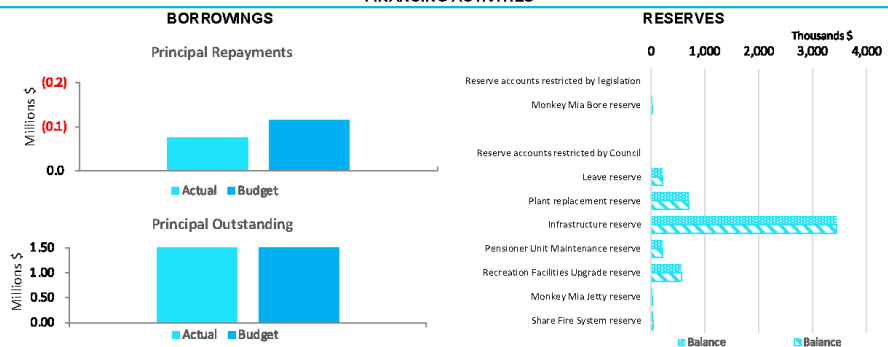 BORROWINGS
Principal Repayments
Millions $
(0.2)
(0.1)
0.0
Actual Budget
Principal Outstanding
Millions $
1.50
1.00
0.50
0.00
Actual Budget
RESERVES
Thousands $
0 1,000 2,000 3,000 4,000
Reserve accounts restricted by legislation
Monkey Mia Bore reserve
Reserve accounts restricted by Council
Leave reserve
Plant replacement reserve
Infrastructure reserve
Pensioner Unit Maintenance reserve
Recreation Facilities Upgrade reserve
Monkey Mia Jetty reserve
Share Fire System reserve
Balance Balance